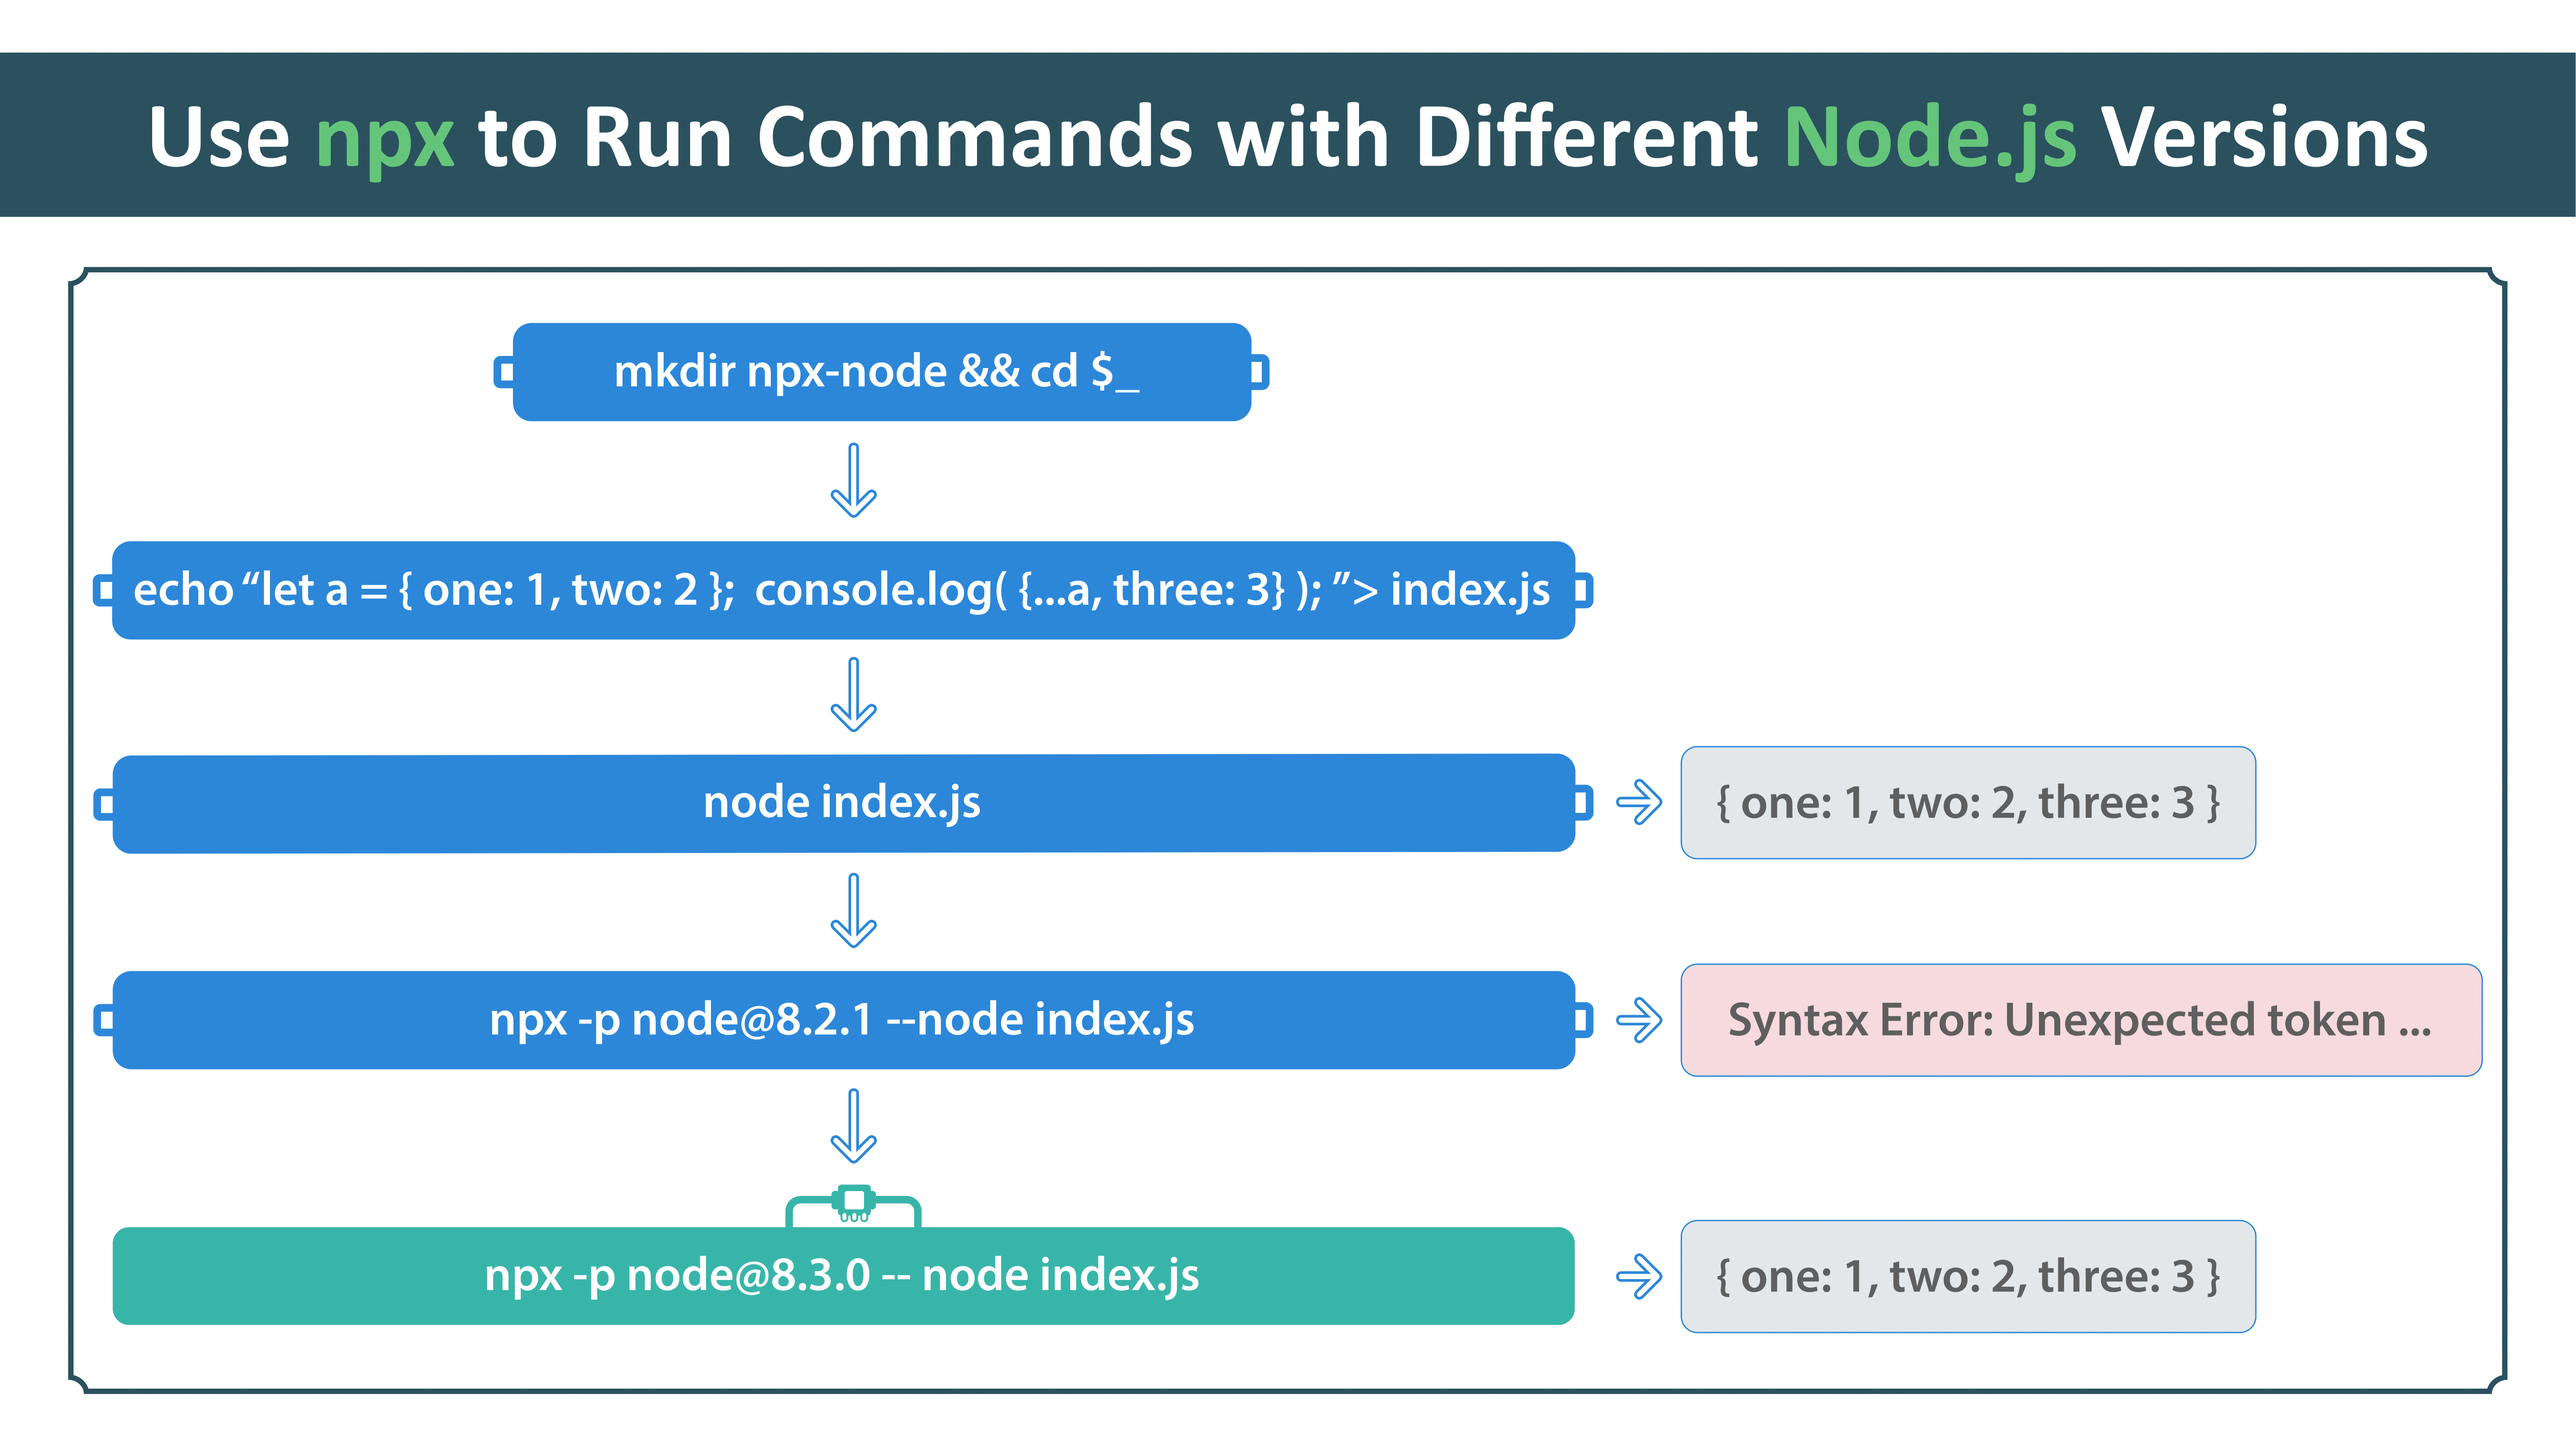 Use npx to Run Commands with Different Node.js Versions
mkdir npx-node && cd $_
echo “let a = { one: 1, two: 2 };  console.log( {...a, three: 3} ); ”> index.js
node index.js
{ one: 1, two: 2, three: 3 }
npx -p node@8.2.1 --node index.js
Syntax Error: Unexpected token ...
npx -p node@8.3.0 -- node index.js
{ one: 1, two: 2, three: 3 }